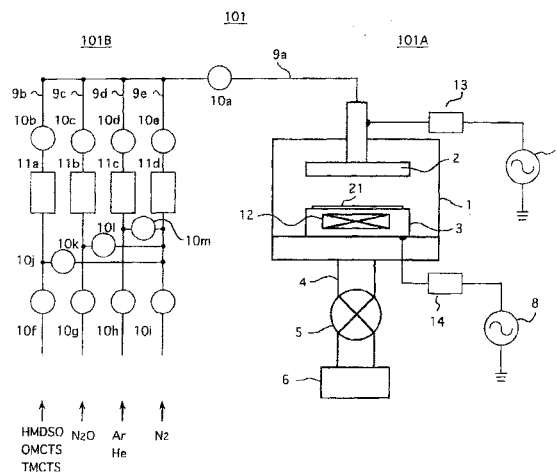 101
101B
101A
9a
9b 9c 9d 9e
10a
13
10b 10c 10d 10e
11a 11b 11c 11d
2
21
1
12
3
10l
10k
10m
10j
4
5
14
8
10f 10g 10h 10i
6
HMDSO
OMCTS
TMCTS
N2O
Ar
He
N2